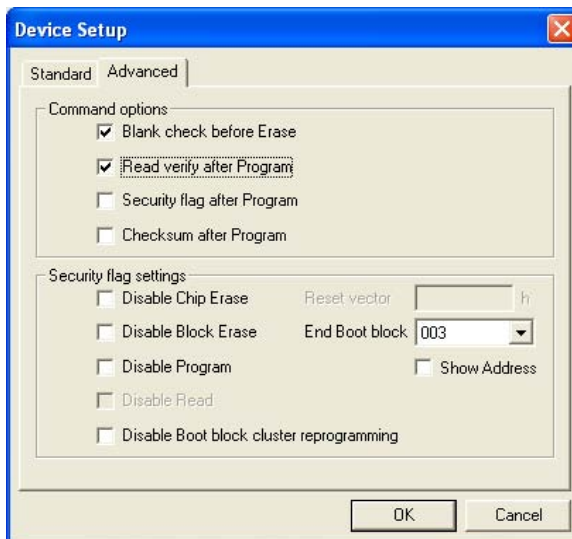 Device Setup
Standard Advanced
Command options
Blank check before Erase
Read verify after Program
Security flag after Program
Checksum after Program
Security flag settings
Disable Chip Erase Reset vector h
Disable Block Erase End Boot block 003
Disable Program Show Address
Disable Read
Disable Boot block cluster reprogramming
OK Cancel